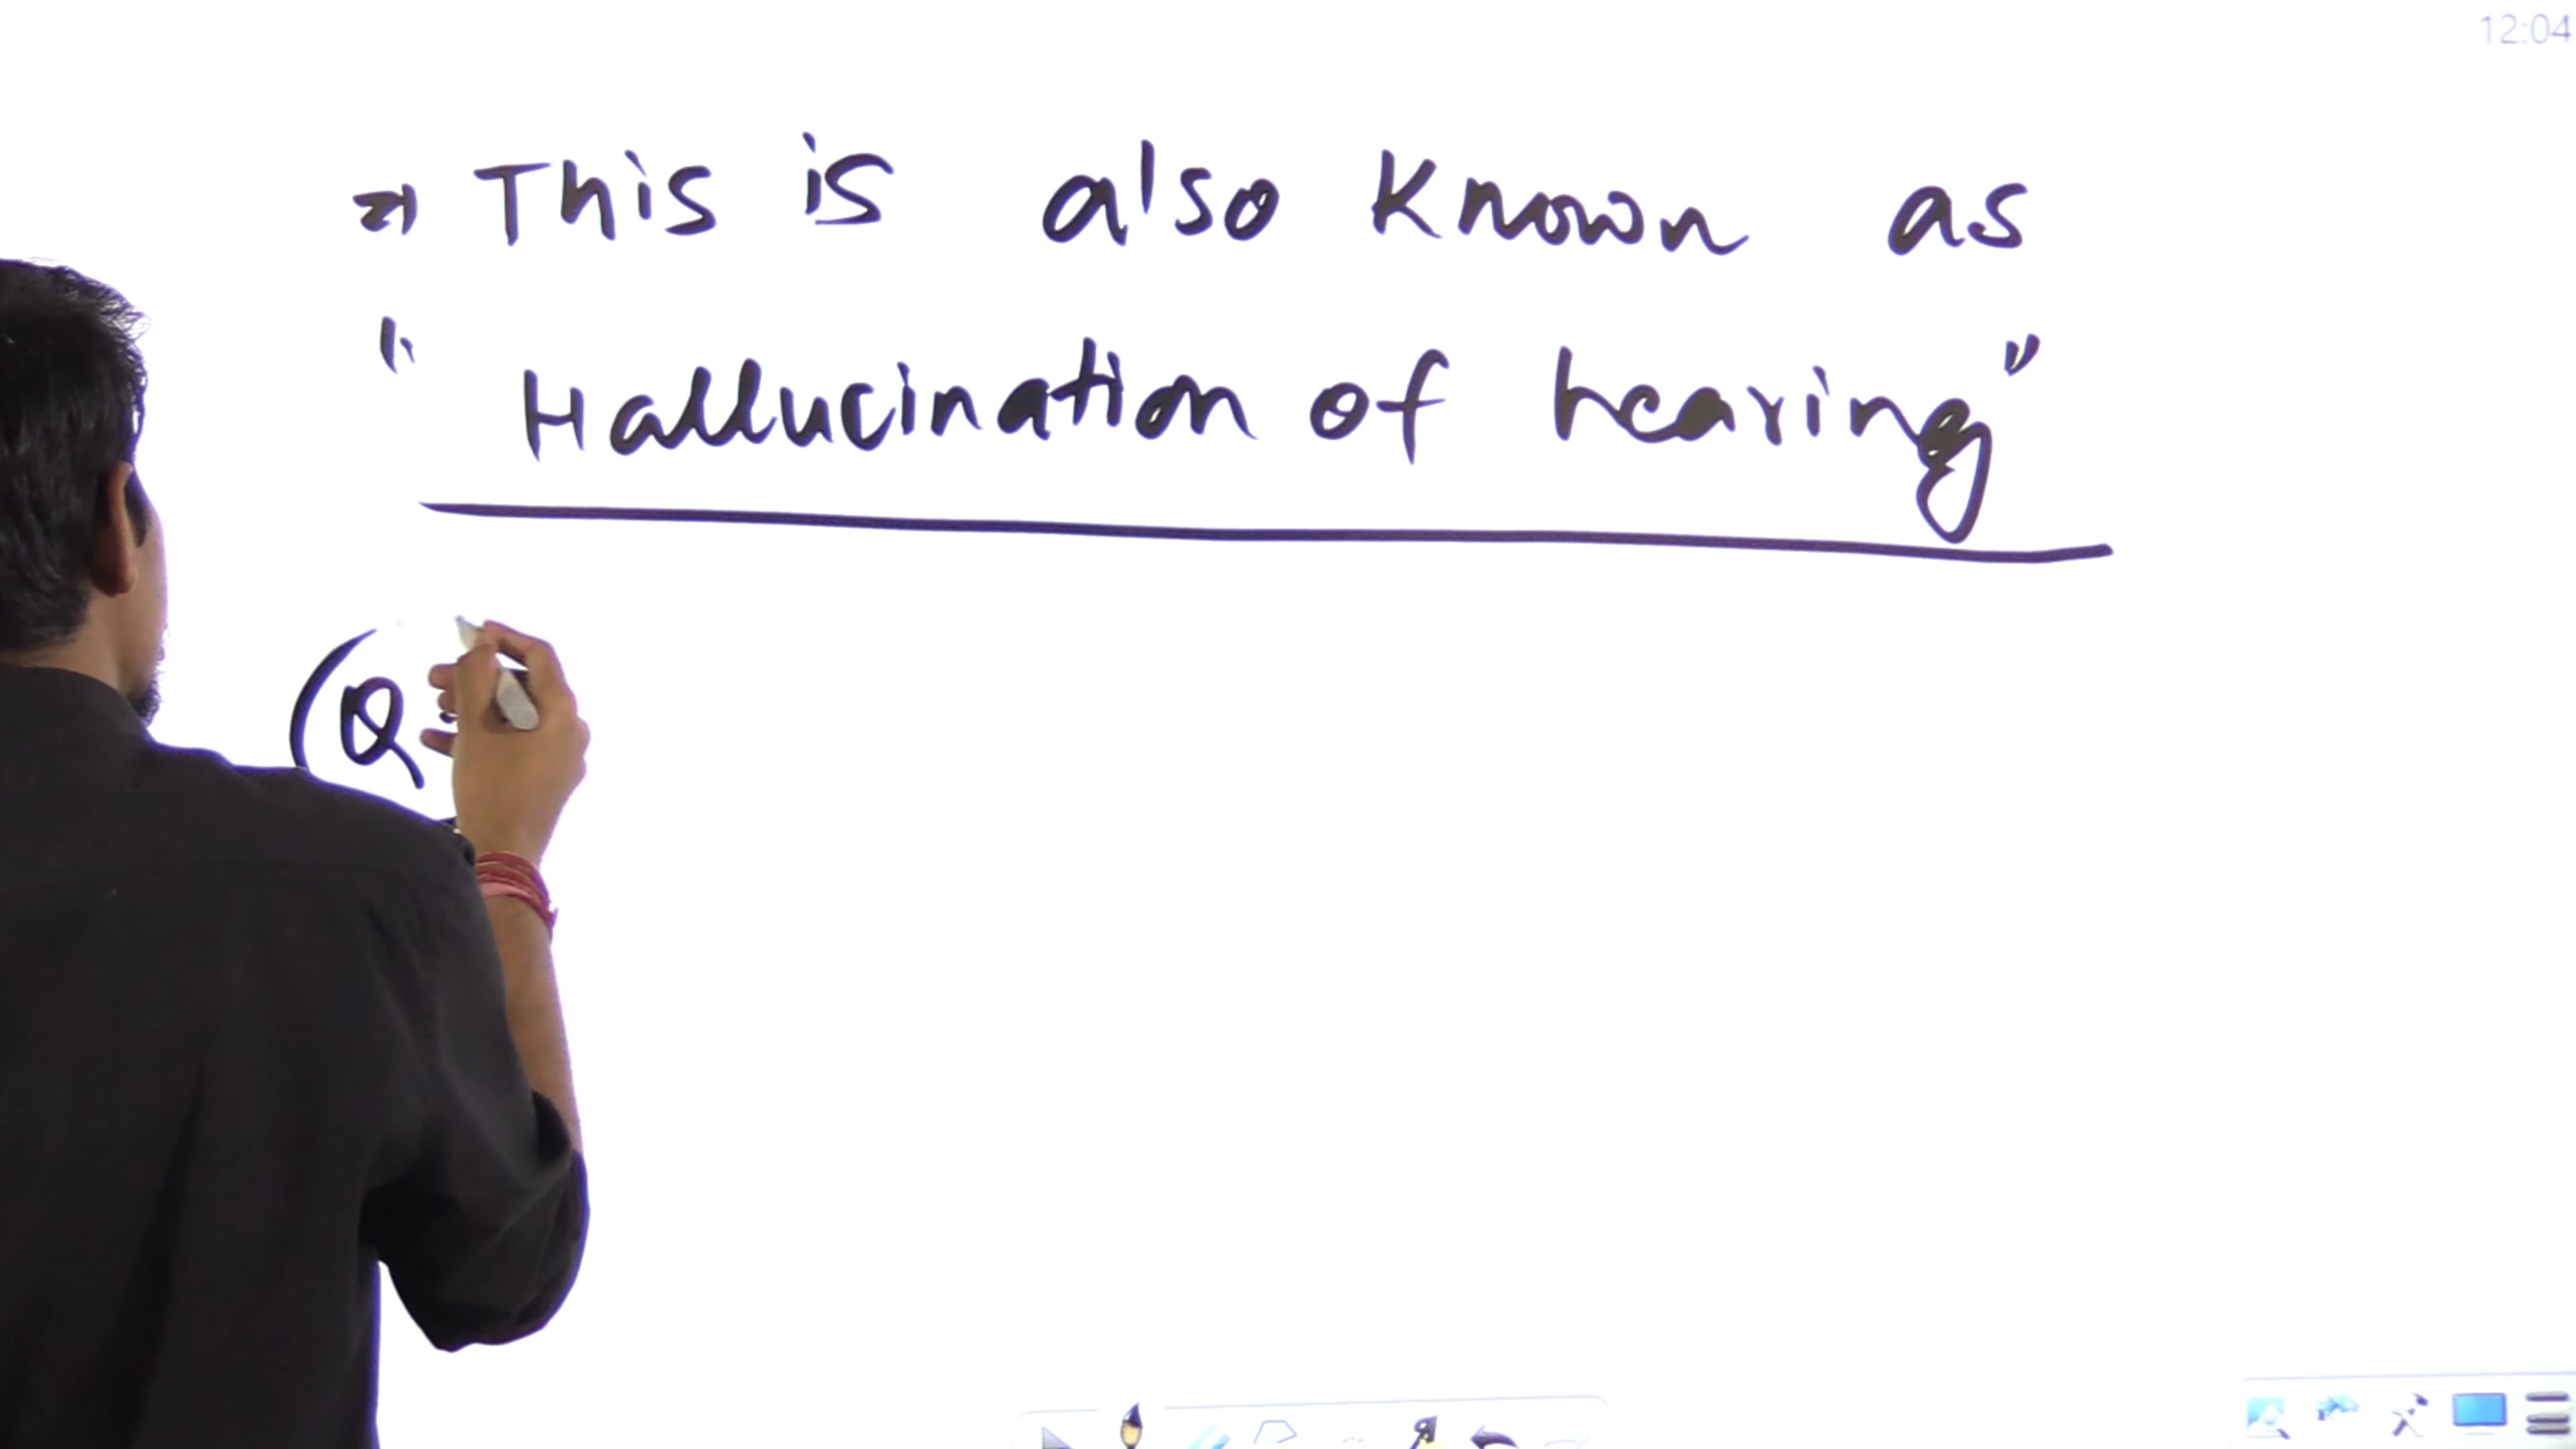 12:04
⇒ This is also known as
" Hallucination of hearing"
(Q